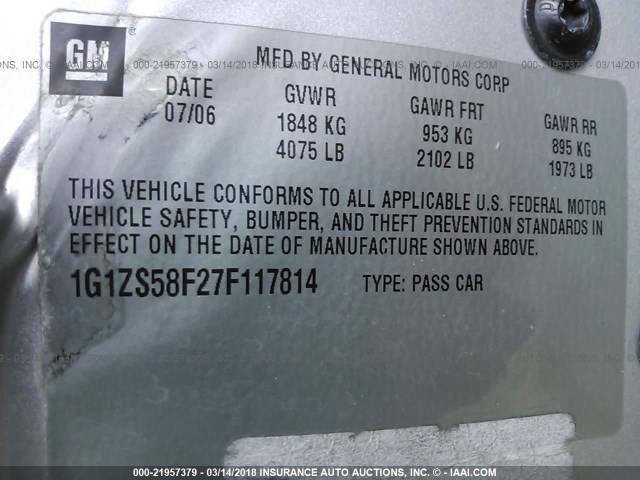 GM
MFD BY GENERAL MOTORS CORP
DATE GVWR GAWR FRT GAWR RR
07/06 1848 KG 953 KG 895 KG
4075 LB 2102 LB 1973 LB
THIS VEHICLE CONFORMS TO ALL APPLICABLE U.S. FEDERAL MOTOR
VEHICLE SAFETY, BUMPER, AND THEFT PREVENTION STANDARDS IN
EFFECT ON THE DATE OF MANUFACTURE SHOWN ABOVE.
1G1ZS58F27F117814 TYPE: PASS CAR
000-21957379 - 03/14/2018 INSURANCE AUTO AUCTIONS, INC. - © IAAI.COM